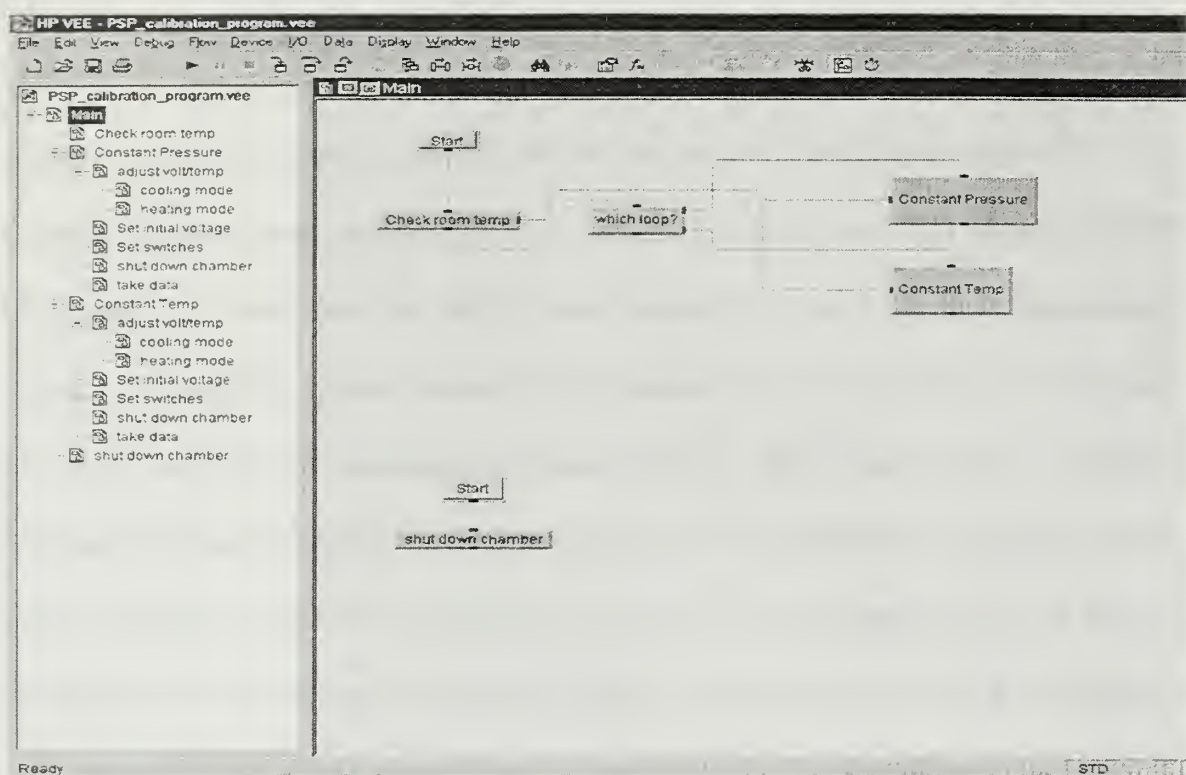 HP VEE - PSP_calibration_program.vee
File Edit View Debug Flow Device I/O Data Display Window Help
PSP_calibration_program.vee
Main
Check room temp
Constant Pressure
adjust volt/temp
cooling mode
heating mode
Set initial voltage
Set switches
shut down chamber
take data
Constant Temp
adjust volt/temp
cooling mode
heating mode
Set initial voltage
Set switches
shut down chamber
take data
shut down chamber
Main
Start
Check room temp
which loop?
Constant Pressure
Constant Temp
Start
shut down chamber
Ready
STD